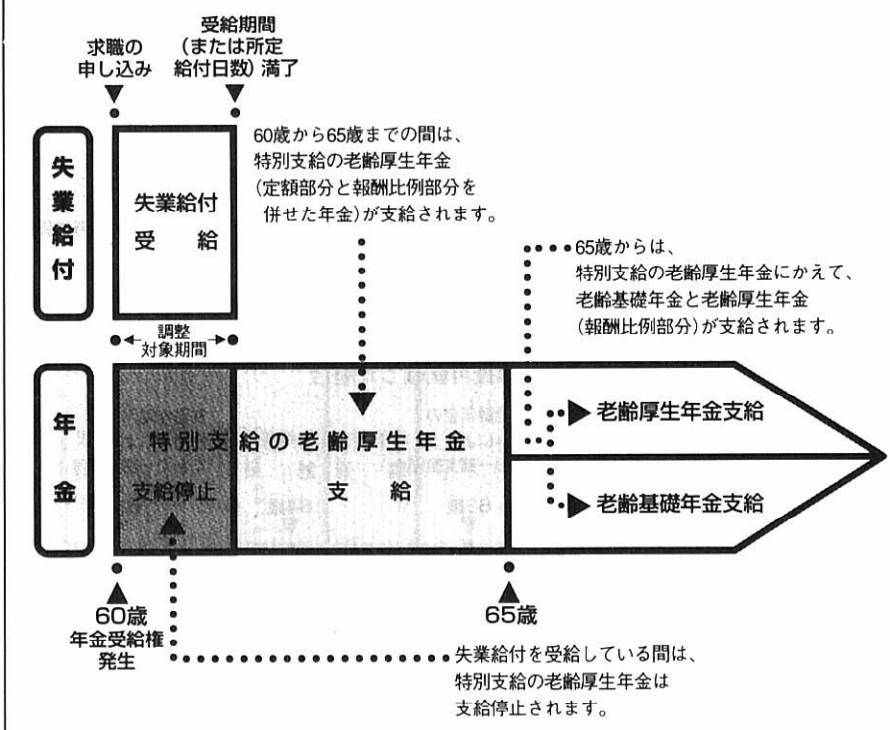 求職の
申し込み
受給期間
(または所定
給付日数)満了
失業給付
失業給付
受　給
60歳から65歳までの間は、
特別支給の老齢厚生年金
(定額部分と報酬比例部分を
併せた年金)が支給されます。
65歳からは、
特別支給の老齢厚生年金にかえて、
老齢基礎年金と老齢厚生年金
(報酬比例部分)が支給されます。
調整
対象期間
年金
特別支給の老齢厚生年金
支給停止
支　給
老齢厚生年金支給
老齢基礎年金支給
60歳
年金受給権
発生
65歳
失業給付を受給している間は、
特別支給の老齢厚生年金は
支給停止されます。